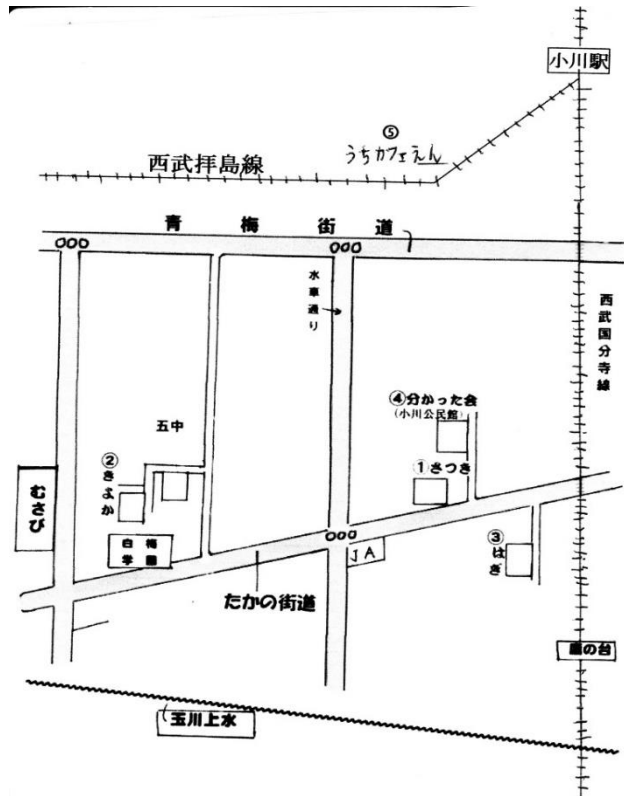 小川駅
⑤
うちカフェえん
西武拝島線
青梅街道
水車通り
西武国分寺線
④分かった会
(小川公民館)
五中
②きよか
①さつき
むさび
白梅
学園
③はぎ
JA
たかの街道
鷹の台
玉川上水